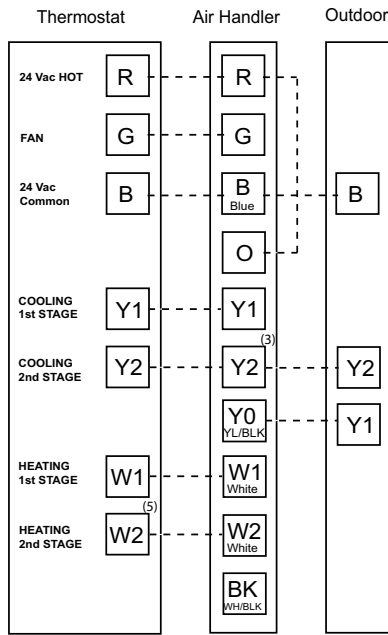 Thermostat Air Handler Outdoor
24 Vac HOT R R
FAN G G
24 Vac
Common B B B
Blue
O
COOLING
1st STAGE Y1 Y1
(3)
COOLING
2nd STAGE Y2 Y2 Y2
Y0 Y1
YL/BLK
HEATING
1st STAGE W1 W1
White
(5)
HEATING
2nd STAGE W2 W2
White
BK
WH/BLK